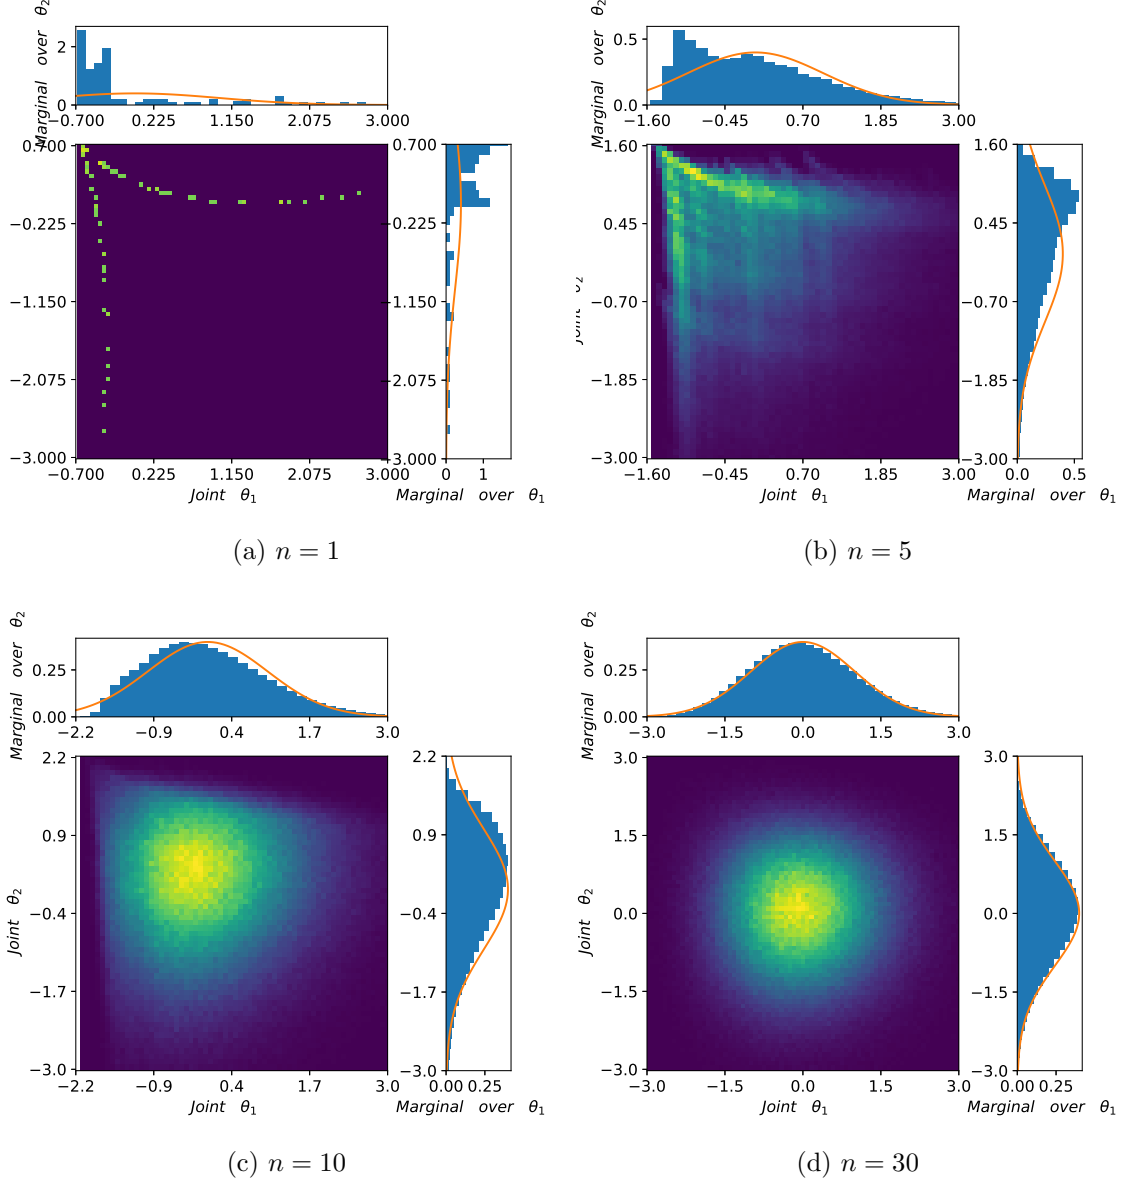 Marginal over θ2
2
0
−0.700 0.225 1.150 2.075 3.000
0.700
−0.225
−1.150
−2.075
−3.000
−0.700 0.225 1.150 2.075 3.000
Joint θ1
0.700
−0.225
−1.150
−2.075
−3.000
0 1
Marginal over θ1
(a) n = 1
Marginal over θ2
0.5
0.0
−1.60 −0.45 0.70 1.85 3.00
Joint θ2
1.60
0.45
−0.70
−1.85
−3.00
−1.60 −0.45 0.70 1.85 3.00
Joint θ1
1.60
0.45
−0.70
−1.85
−3.00
0.0 0.5
Marginal over θ1
(b) n = 5
Marginal over θ2
0.25
0.00
−2.2 −0.9 0.4 1.7 3.0
Joint θ2
2.2
0.9
−0.4
−1.7
−3.0
−2.2 −0.9 0.4 1.7 3.0
Joint θ1
2.2
0.9
−0.4
−1.7
−3.0
0.00 0.25
Marginal over θ1
(c) n = 10
Marginal over θ2
0.25
0.00
−3.0 −1.5 0.0 1.5 3.0
Joint θ2
3.0
1.5
0.0
−1.5
−3.0
−3.0 −1.5 0.0 1.5 3.0
Joint θ1
3.0
1.5
0.0
−1.5
−3.0
0.00 0.25
Marginal over θ1
(d) n = 30